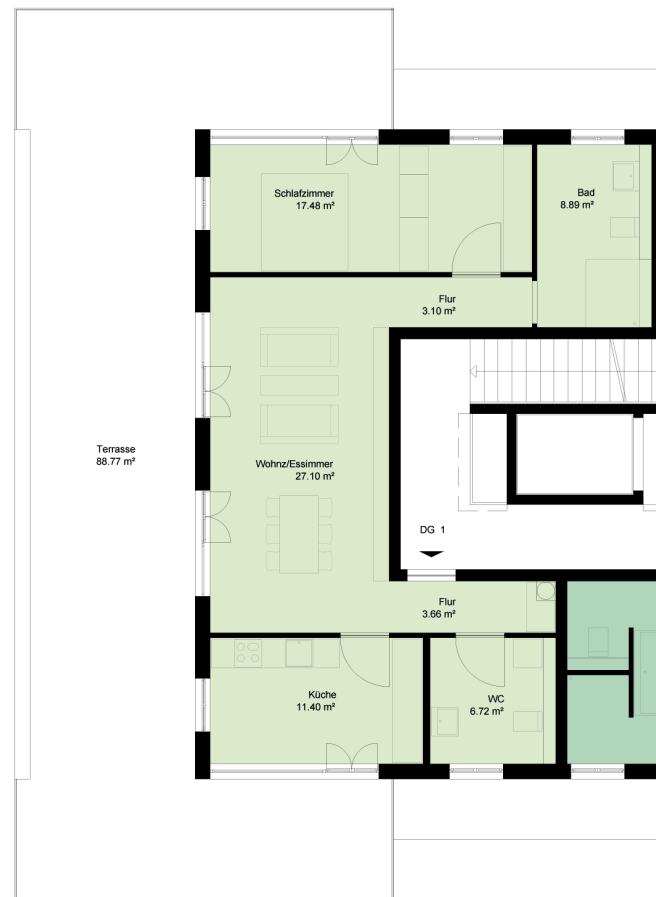 Schlafzimmer
17.48 m²
Bad
8.89 m²
Flur
3.10 m²
Terrasse
88.77 m²
Wohnz/Essimmer
27.10 m²
DG 1
Flur
3.66 m²
Küche
11.40 m²
WC
6.72 m²